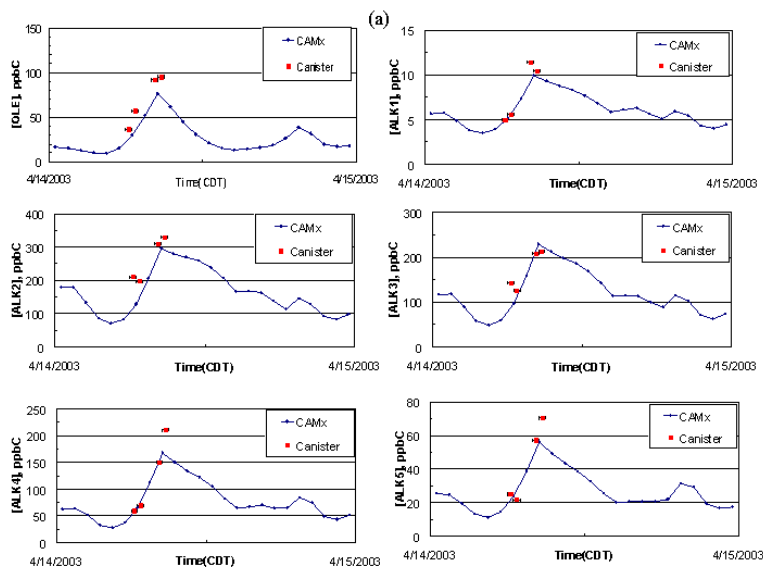 (a)
[OLE], ppbC
150
100
50
0
CAMx
Canister
4/14/2003
Time(CDT)
4/15/2003
[ALK1], ppbC
15
10
5
0
CAMx
Canister
4/14/2003
Time(CDT)
4/15/2003
[ALK2], ppbC
400
300
200
100
0
CAMx
Canister
4/14/2003
Time(CDT)
4/15/2003
[ALK3], ppbC
300
200
100
0
CAMx
Canister
4/14/2003
Time(CDT)
4/15/2003
[ALK4], ppbC
250
200
150
100
50
0
CAMx
Canister
4/14/2003
Time(CDT)
4/15/2003
[ALK5], ppbC
80
60
40
20
0
CAMx
Canister
4/14/2003
Time(CDT)
4/15/2003